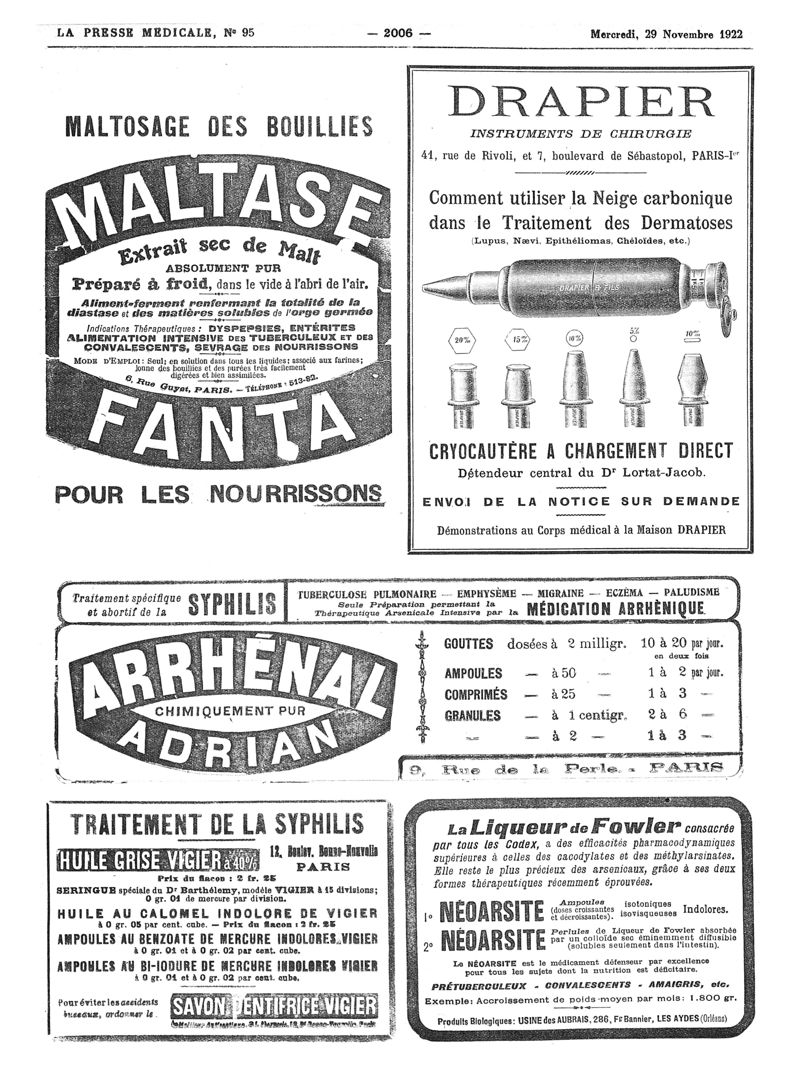 LA PRESSE MÉDICALE, Nº 95
— 2006 —
Mercredi, 29 Novembre 1922
MALTOSAGE DES BOUILLIES
MALTASE
Extrait sec de Malt
ABSOLUMENT PUR
Préparé à froid, dans le vide à l'abri de l'air.
Aliment-ferment renfermant la totalité de la
diastase et des matières solubles de l'orge germée
Indications Thérapeutiques : DYSPEPSIES, ENTÉRITES
ALIMENTATION INTENSIVE DES TUBERCULEUX ET DES
CONVALESCENTS, SEVRAGE DES NOURRISSONS
MODE D'EMPLOI: Seul; en solution dans tous les liquides; associé aux farines;
donne des bouillies et des purées très facilement
digérées et bien assimilées.
6, Rue Guyot, PARIS. — TÉLÉPHONE : 513-82.
FANTA
POUR LES NOURRISSONS
DRAPIER
INSTRUMENTS DE CHIRURGIE
41, rue de Rivoli, et 7, boulevard de Sébastopol, PARIS-Ier
Comment utiliser la Neige carbonique
dans le Traitement des Dermatoses
(Lupus, Nævi, Epithéliomas, Chéloïdes, etc.)
DRAPIER & FILS
20% 15% 10% 5% 10%
CRYOCAUTÈRE A CHARGEMENT DIRECT
Détendeur central du Dr Lortat-Jacob.
ENVOI DE LA NOTICE SUR DEMANDE
Démonstrations au Corps médical à la Maison DRAPIER
Traitement spécifique
et abortif de la SYPHILIS
TUBERCULOSE PULMONAIRE — EMPHYSÈME — MIGRAINE — ECZÉMA — PALUDISME
Seule Préparation permettant la
Thérapeutique Arsenicale Intensive par la MÉDICATION ARRHÉNIQUE
ARRHÉNAL
CHIMIQUEMENT PUR
ADRIAN
GOUTTES dosées à 2 milligr. 10 à 20 par jour.
en deux fois
AMPOULES — à 50 — 1 à 2 par jour.
COMPRIMÉS — à 25 — 1 à 3 —
GRANULES — à 1 centigr. 2 à 6 —
— à 2 — 1 à 3 —
9, Rue de la Perle. - PARIS
TRAITEMENT DE LA SYPHILIS
HUILE GRISE VIGIER à 40% 12, Boulev. Bonne-Nouvelle
PARIS
Prix du flacon : 2 fr. 25
SERINGUE spéciale du Dr Barthélemy, modèle VIGIER à 15 divisions;
0 gr. 01 de mercure par division.
HUILE AU CALOMEL INDOLORE DE VIGIER
à 0 gr. 05 par cent. cube. — Prix du flacon : 2 fr. 25
AMPOULES AU BENZOATE DE MERCURE INDOLORES VIGIER
à 0 gr. 01 et à 0 gr. 02 par cent. cube.
AMPOULES AU BI-IODURE DE MERCURE INDOLORES VIGIER
à 0 gr. 01 et à 0 gr. 02 par cent. cube.
Pour éviter les accidents
buccaux, ordonner le
SAVON DENTIFRICE VIGIER
La Liqueur de Fowler consacrée
par tous les Codex, a des efficacités pharmacodynamiques
supérieures à celles des cacodylates et des méthylarsinates.
Elle reste le plus précieux des arsenicaux, grâce à ses deux
formes thérapeutiques récemment éprouvées.
1º NÉOARSITE Ampoules (doses croissantes et décroissantes). isotoniques isovisqueuses Indolores.
2º NÉOARSITE Perlules de Liqueur de Fowler absorbée
par un colloïde sec éminemment diffusible
(solubles seulement dans l'intestin).
Le NÉOARSITE est le médicament défenseur par excellence
pour tous les sujets dont la nutrition est déficitaire.
PRÉTUBERCULEUX - CONVALESCENTS - AMAIGRIS, etc.
Exemple: Accroissement de poids moyen par mois: 1.800 gr.
Produits Biologiques: USINE des AUBRAIS, 286, Fg Bannier, LES AYDES (Orléans)